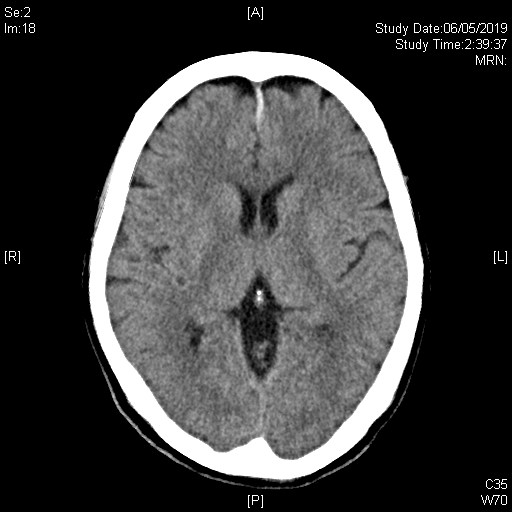 Se:2
Im:18
[A]
Study Date:06/05/2019
Study Time:2:39:37
MRN:
[R]
[L]
[P]
C35
W70